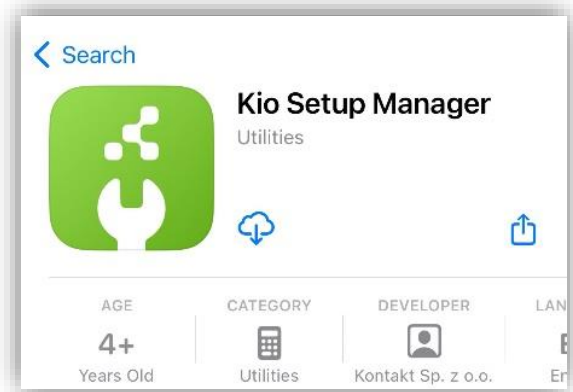 Search
Kio Setup Manager
Utilities
AGE
CATEGORY
DEVELOPER
4+
Years Old
Utilities
Kontakt Sp. z o.o.